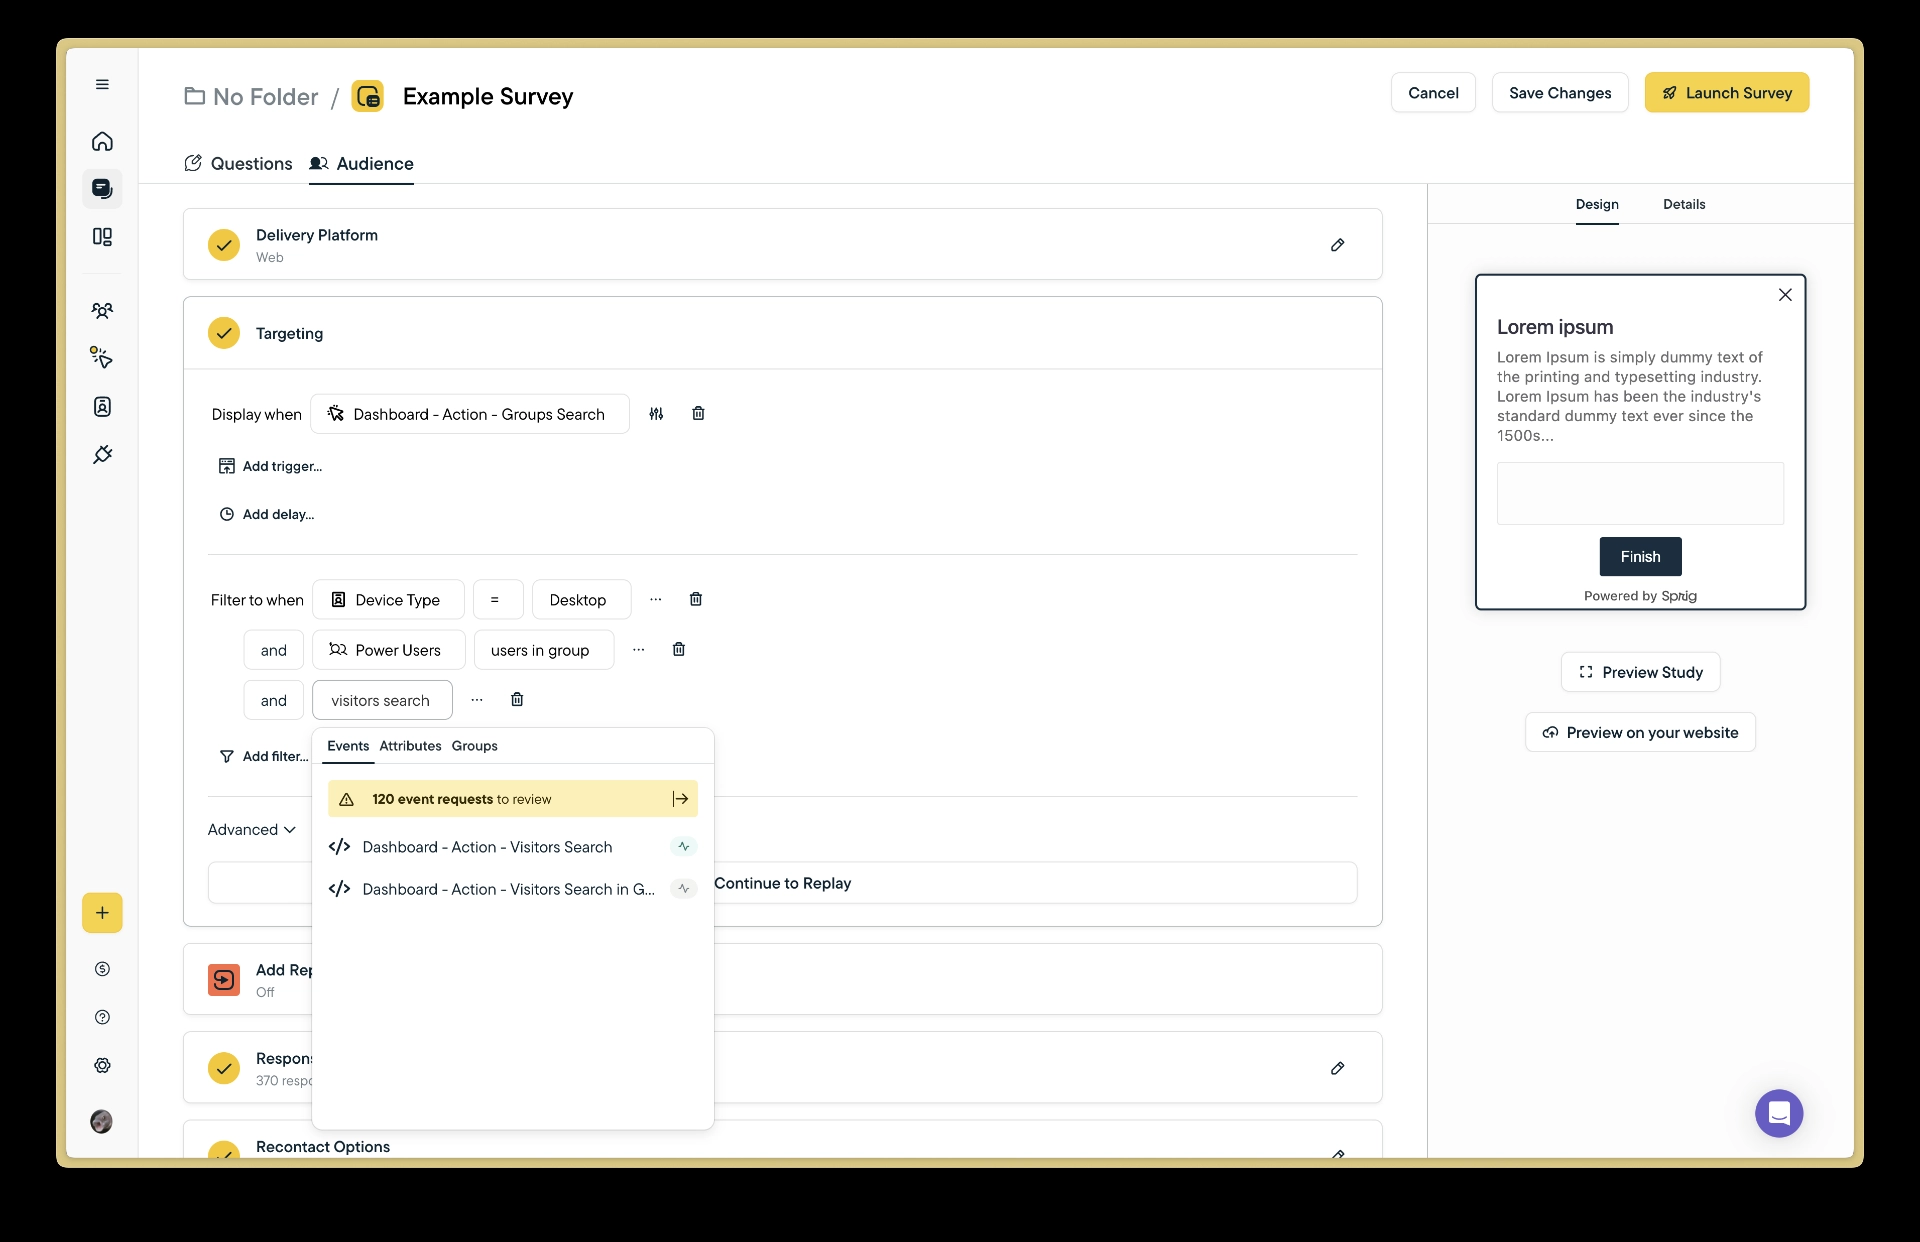 No Folder / Example Survey
Cancel
Save Changes
Launch Survey
Questions
Audience
Design
Details
Delivery Platform
Web
Targeting
Display when
Dashboard - Action - Groups Search
Add trigger...
Add delay...
Filter to when
Device Type
=
Desktop
...
and
Power Users
users in group
...
and
visitors search
...
Add filter...
Events
Attributes
Groups
120 event requests to review
Dashboard - Action - Visitors Search
Dashboard - Action - Visitors Search in G...
Advanced
Continue to Replay
Add Rep
Off
Respons
370 respo
Recontact Options
Lorem ipsum
Lorem Ipsum is simply dummy text of
the printing and typesetting industry.
Lorem Ipsum has been the industry's
standard dummy text ever since the
1500s...
Finish
Powered by Sprig
Preview Study
Preview on your website